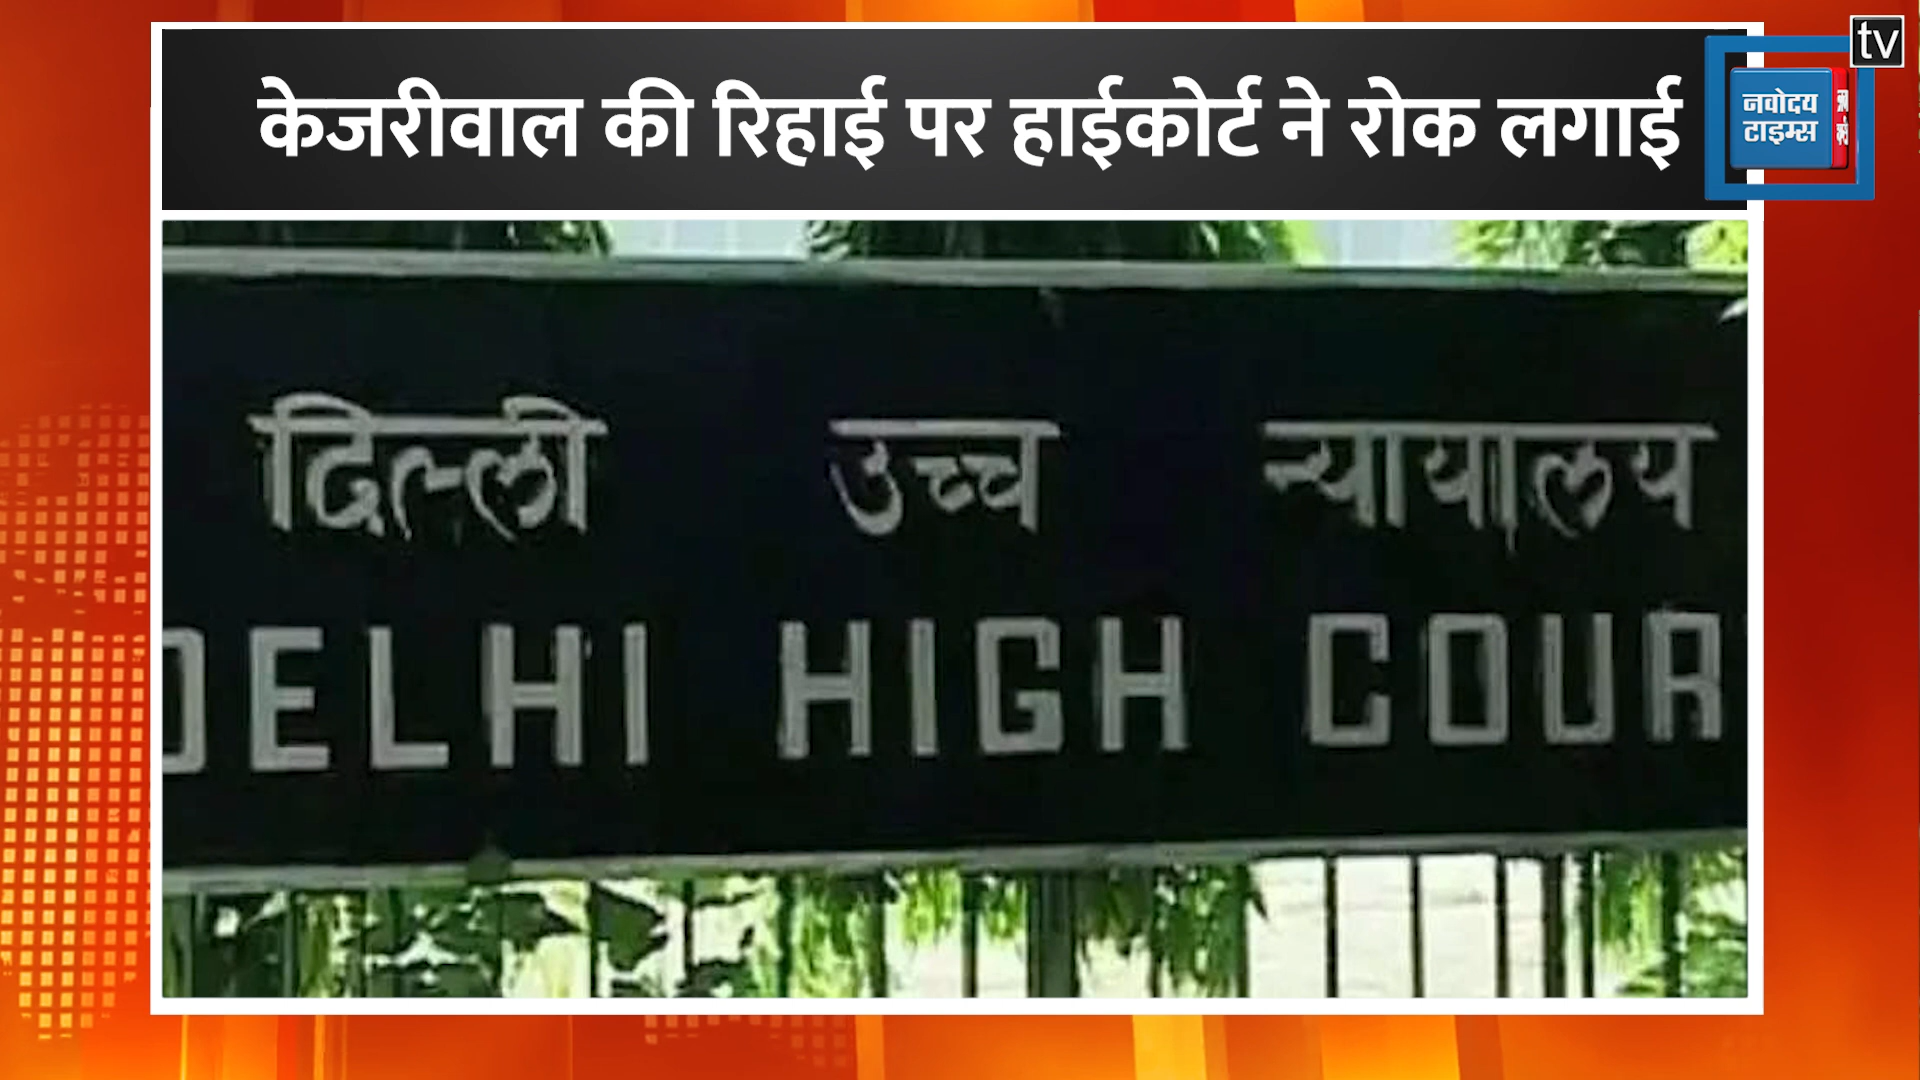 केजरीवाल की रिहाई पर हाईकोर्ट ने रोक लगाई
tv
नवोदय
टाइम्स
दिल्ली उच्च न्यायालय
DELHI HIGH COUR